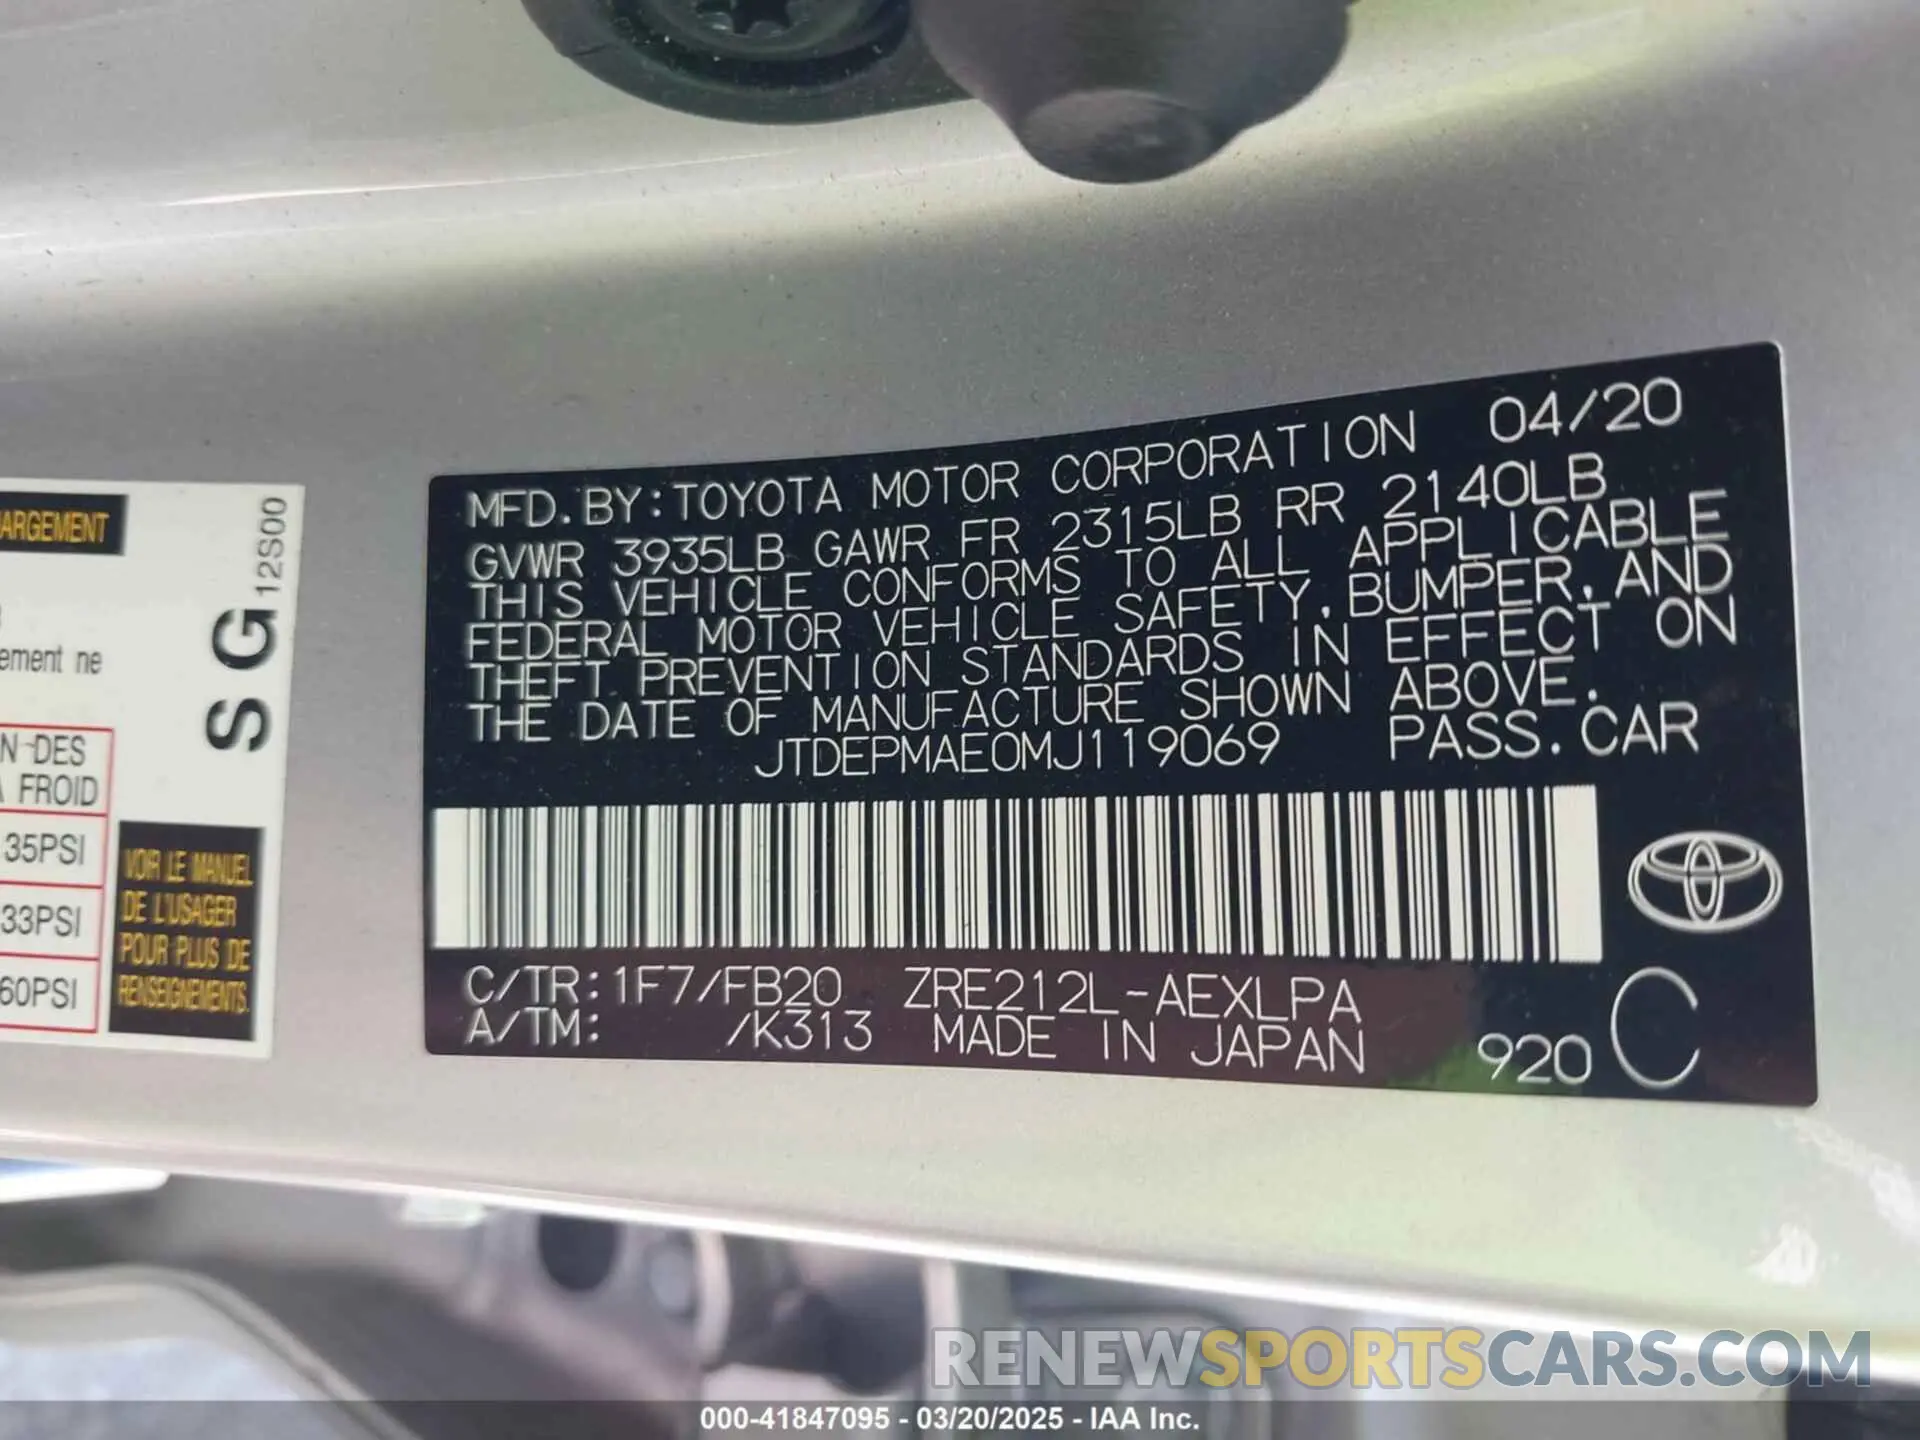 ARGEMENT
12S00
S G
ement ne
N DES
A FROID
35PSI
33PSI
60PSI
VOIR LE MANUEL
DE L'USAGER
POUR PLUS DE
RENSEIGNEMENTS.
MFD. BY: TOYOTA MOTOR CORPORATION 04/20
GVWR 3935LB GAWR FR 2315LB RR 2140LB
THIS VEHICLE CONFORMS TO ALL APPLICABLE
FEDERAL MOTOR VEHICLE SAFETY, BUMPER, AND
THEFT PREVENTION STANDARDS IN EFFECT ON
THE DATE OF MANUFACTURE SHOWN ABOVE.
JTDEPMAE0MJ119069 PASS. CAR
C/TR: 1F7/FB20 ZRE212L-AEXLPA
A/TM: /K313 MADE IN JAPAN 920 C
RENEWSPORTSCARS.COM
000-41847095 - 03/20/2025 - IAA Inc.